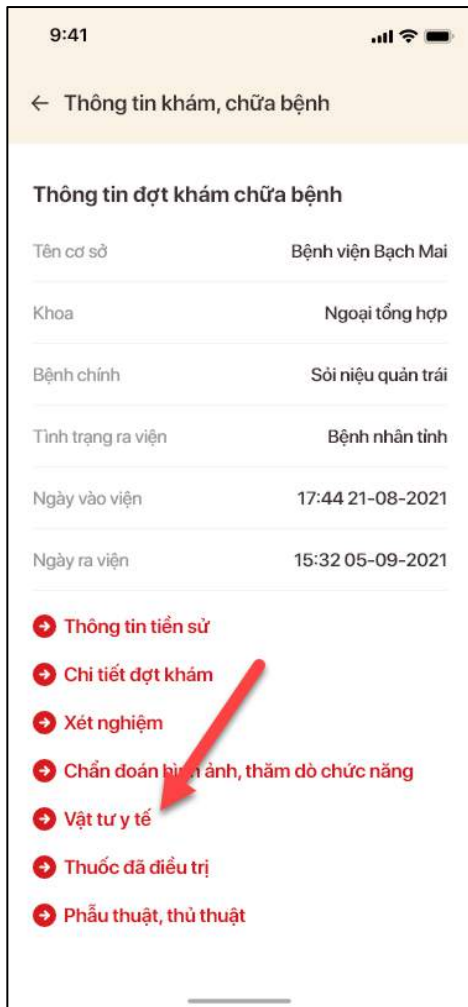 9:41
Thông tin khám, chữa bệnh
Thông tin đợt khám chữa bệnh
Tên cơ sở Bệnh viện Bạch Mai
Khoa Ngoại tổng hợp
Bệnh chính Sỏi niệu quản trái
Tình trạng ra viện Bệnh nhân tỉnh
Ngày vào viện 17:44 21-08-2021
Ngày ra viện 15:32 05-09-2021
Thông tin tiền sử
Chi tiết đợt khám
Xét nghiệm
Chẩn đoán hình ảnh, thăm dò chức năng
Vật tư y tế
Thuốc đã điều trị
Phẫu thuật, thủ thuật